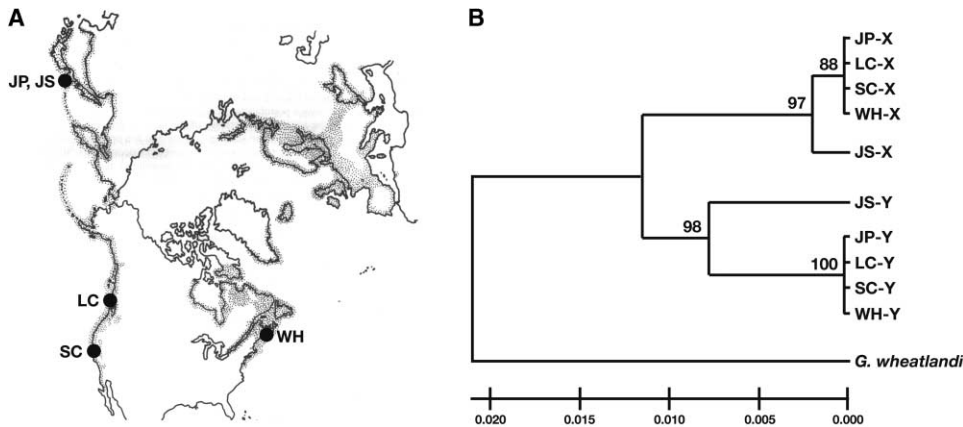 A
JP, JS
LC
SC
WH
B
JP-X
88
LC-X
SC-X
97
WH-X
JS-X
JS-Y
98
JP-Y
LC-Y
100
SC-Y
WH-Y
G. wheatlandi
0.020 0.015 0.010 0.005 0.000